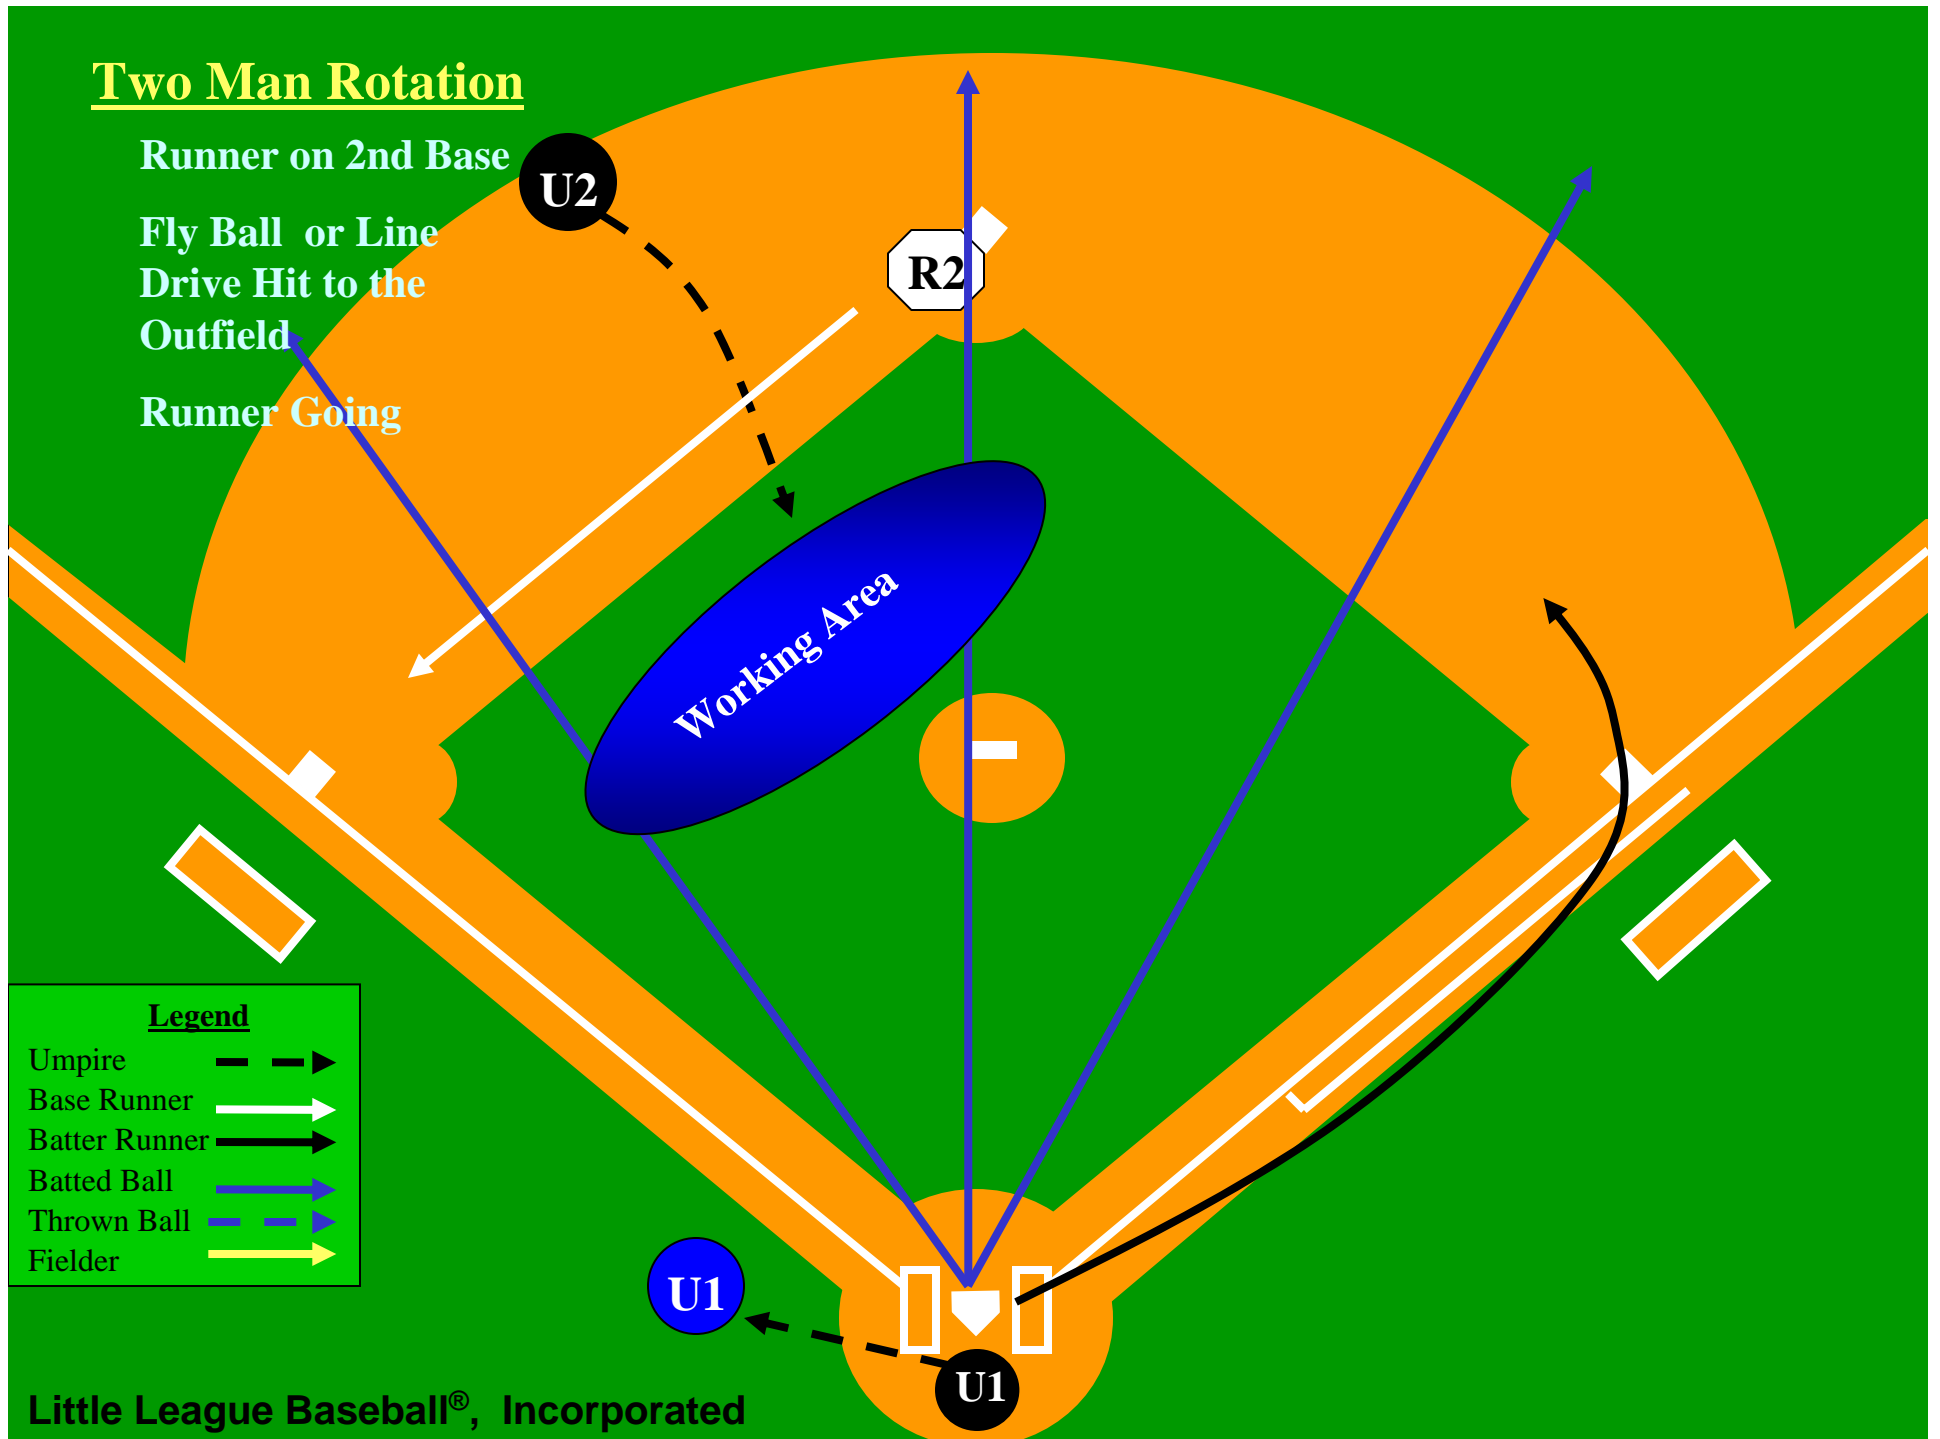 Two Man Rotation
Runner on 2nd Base
U2
Fly Ball or Line
Drive Hit to the
Outfield
R2
Runner Going
Working Area
Legend
Umpire
Base Runner
Batter Runner
Batted Ball
Thrown Ball
Fielder
U1
U1
Little League Baseball®, Incorporated